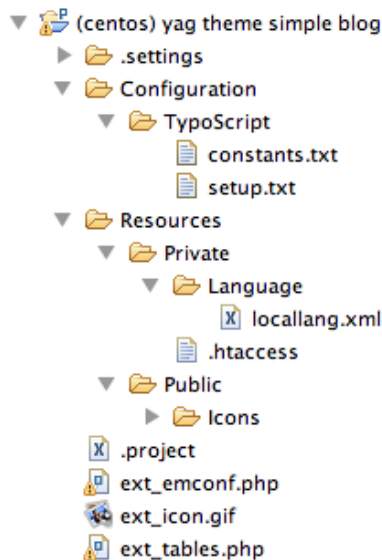 (centos) yag theme simple blog
.settings
Configuration
TypoScript
constants.txt
setup.txt
Resources
Private
Language
locallang.xml
.htaccess
Public
Icons
.project
ext_emconf.php
ext_icon.gif
ext_tables.php